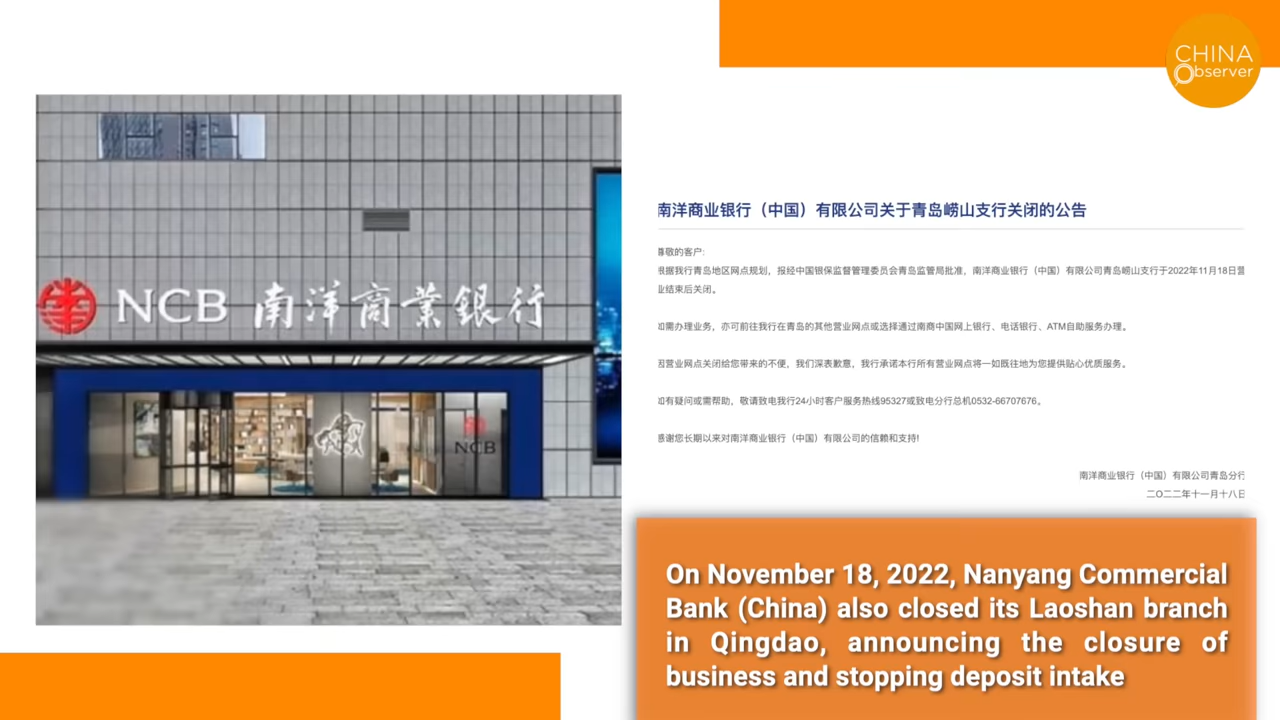 CHINA
Observer
NCB 南洋商業銀行
NCB
南洋商业银行（中国）有限公司关于青岛崂山支行关闭的公告
尊敬的客户:
根据我行青岛地区网点规划，报经中国银保监督管理委员会青岛监管局批准，南洋商业银行（中国）有限公司青岛崂山支行于2022年11月18日营
业结束后关闭。
如需办理业务，亦可前往我行在青岛的其他营业网点或选择通过南商中国网上银行、电话银行、ATM自助服务办理。
因营业网点关闭给您带来的不便，我们深表歉意，我行承诺本行所有营业网点将一如既往地为您提供贴心优质服务。
如有疑问或需帮助，敬请致电我行24小时客户服务热线95327或致电分行总机0532-66707676。
感谢您长期以来对南洋商业银行（中国）有限公司的信赖和支持!
南洋商业银行（中国）有限公司青岛分行
二〇二二年十一月十八日
On November 18, 2022, Nanyang Commercial
Bank (China) also closed its Laoshan branch
in Qingdao, announcing the closure of
business and stopping deposit intake